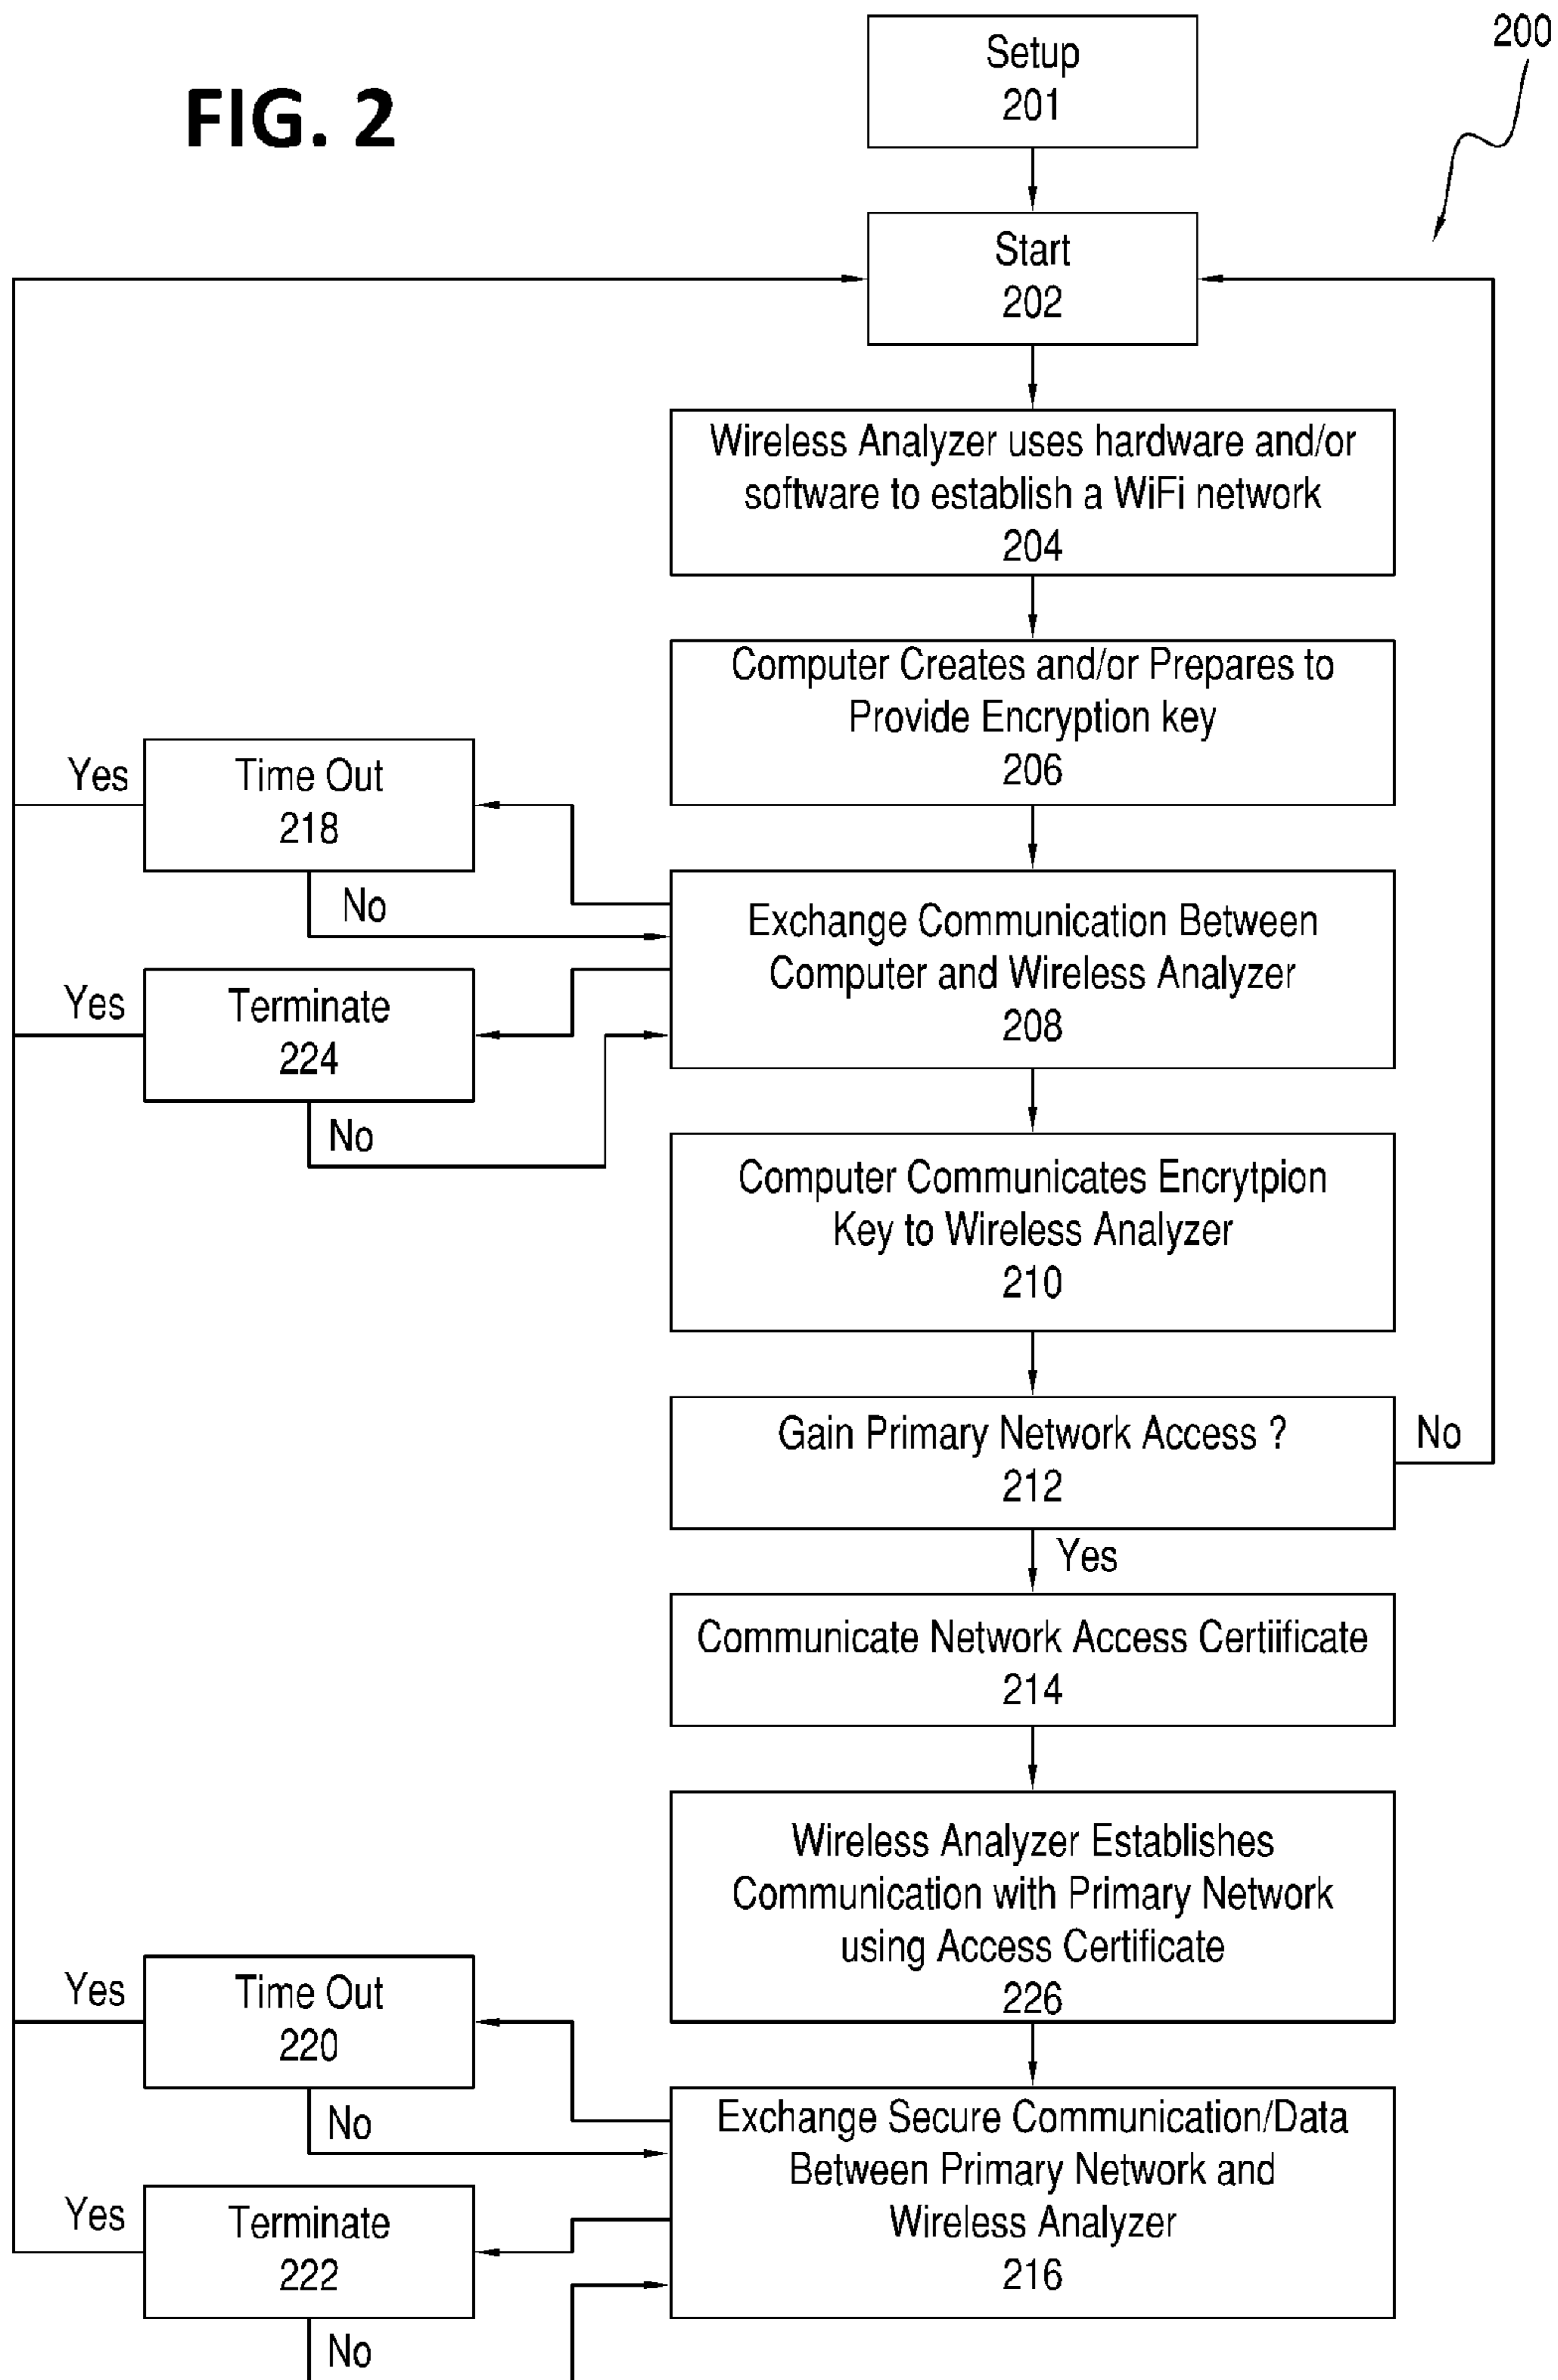 FIG. 2
200
Setup
201
Start
202
Wireless Analyzer uses hardware and/or
software to establish a WiFi network
204
Computer Creates and/or Prepares to
Provide Encryption key
206
Yes
Time Out
218
No
Exchange Communication Between
Computer and Wireless Analyzer
208
Yes
Terminate
224
No
Computer Communicates Encrytpion
Key to Wireless Analyzer
210
Gain Primary Network Access ?
212
No
Yes
Communicate Network Access Certiificate
214
Wireless Analyzer Establishes
Communication with Primary Network
using Access Certificate
226
Yes
Time Out
220
No
Exchange Secure Communication/Data
Between Primary Network and
Wireless Analyzer
216
Yes
Terminate
222
No